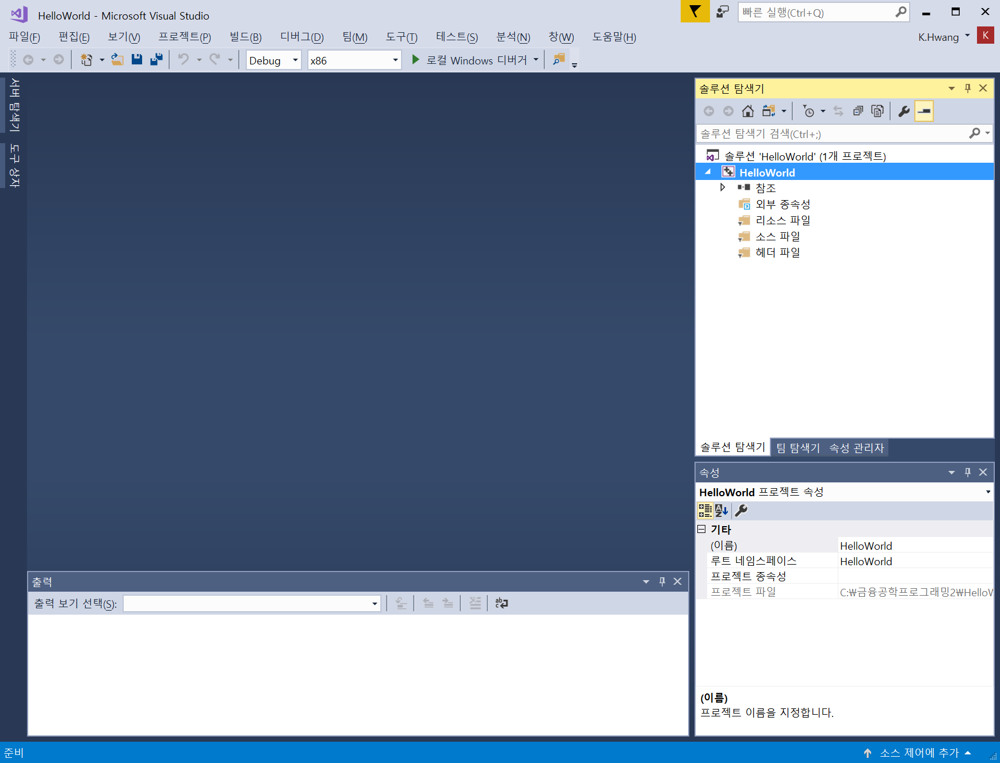 HelloWorld - Microsoft Visual Studio
빠른 실행(Ctrl+Q)
파일(F) 편집(E) 보기(V) 프로젝트(P) 빌드(B) 디버그(D) 팀(M) 도구(T) 테스트(S) 분석(N) 창(W) 도움말(H)
K.Hwang
K
Debug
x86
로컬 Windows 디버거
서버 탐색기
도구 상자
솔루션 탐색기
솔루션 탐색기 검색(Ctrl+;)
솔루션 'HelloWorld' (1개 프로젝트)
HelloWorld
참조
외부 종속성
리소스 파일
소스 파일
헤더 파일
솔루션 탐색기 팀 탐색기 속성 관리자
속성
HelloWorld 프로젝트 속성
기타
(이름) HelloWorld
루트 네임스페이스 HelloWorld
프로젝트 종속성
프로젝트 파일 C:₩금융공학프로그래밍2₩HelloW
(이름)
프로젝트 이름을 지정합니다.
출력
출력 보기 선택(S):
준비
소스 제어에 추가